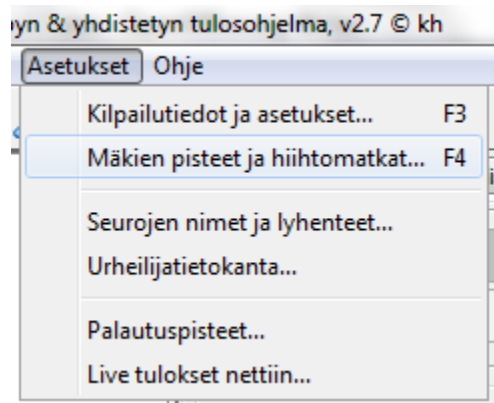 & yhdistetyn tulosohjelma, v2.7 © kh
Asetukset Ohje
Kilpailutiedot ja asetukset... F3
Mäkien pisteet ja hiihtomatkat... F4
Seurojen nimet ja lyhenteet...
Urheilijatietokanta...
Palautuspisteet...
Live tulokset nettiin...